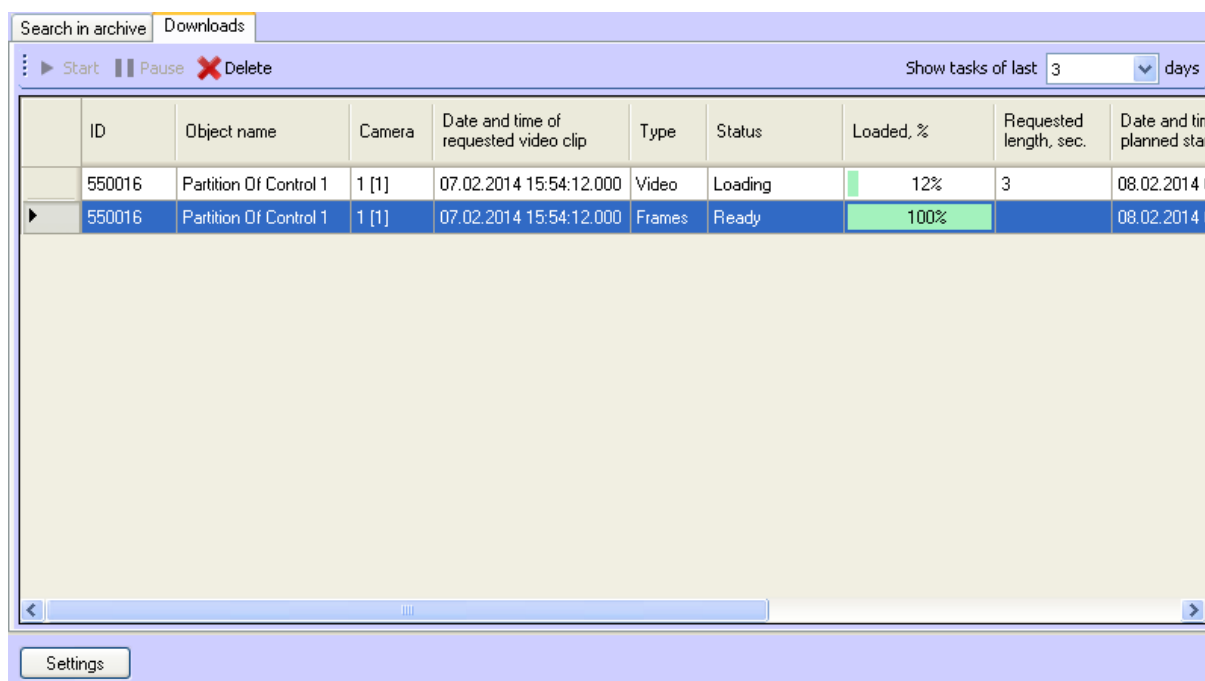 Search in archive Downloads
Start Pause Delete Show tasks of last 3 days
ID Object name Camera Date and time of requested video clip Type Status Loaded, % Requested length, sec. Date and planned
550016 Partition Of Control 1 1 [1] 07.02.2014 15:54:12.000 Video Loading 12% 3 08.02.2014
550016 Partition Of Control 1 1 [1] 07.02.2014 15:54:12.000 Frames Ready 100% 08.02.2014
Settings